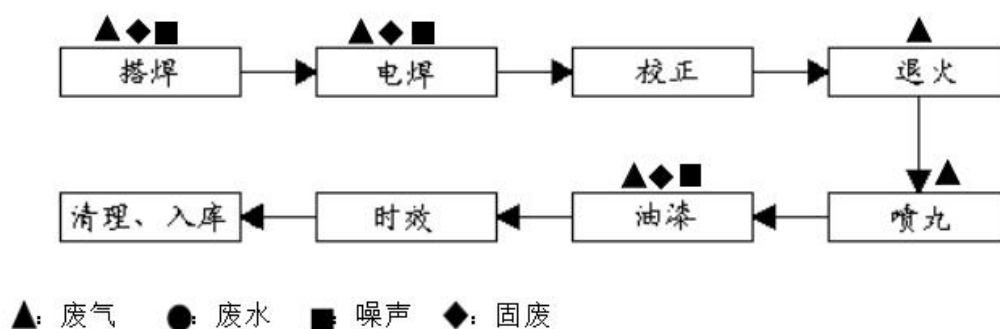 搭焊 电焊 校正 退火
清理、入库 时效 油漆 喷丸
▲：废气 ●：废水 ■：噪声 ◆：固废